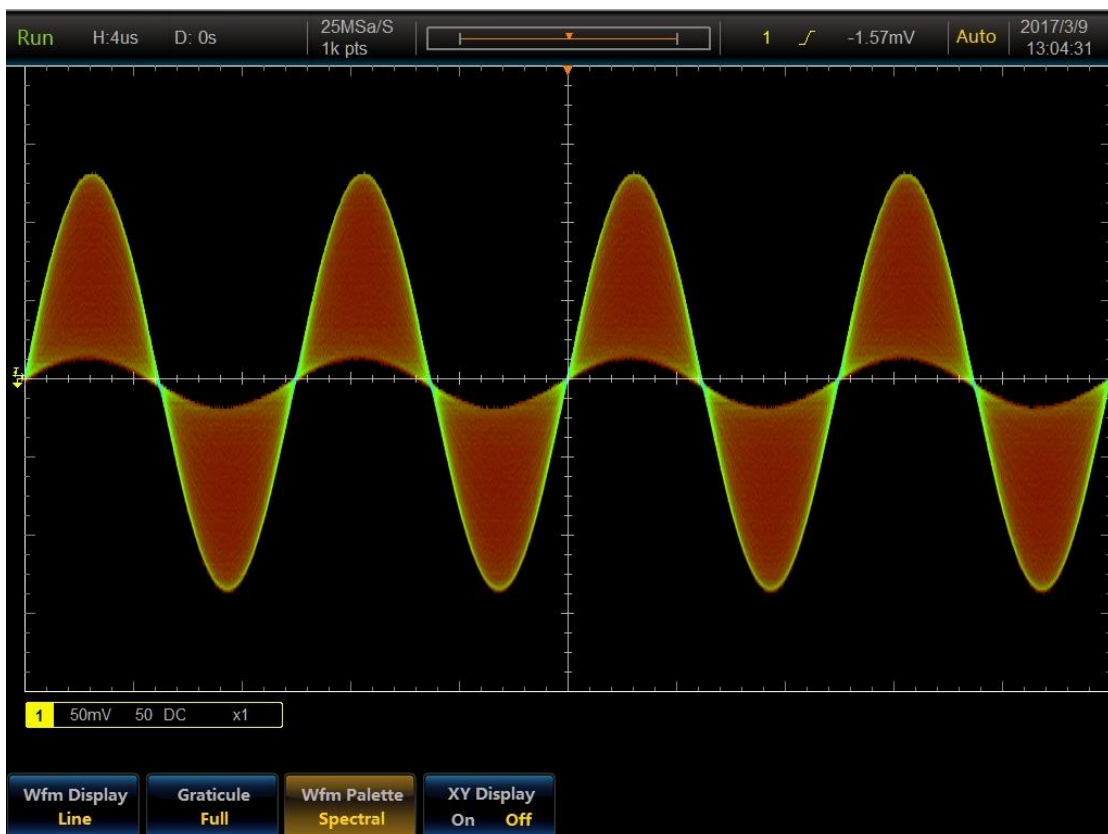 Run H:4us D: 0s 25MSa/S 1 -1.57mV Auto 2017/3/9
1k pts 13:04:31
1 50mV 50 DC x1
Wfm Display Graticule Wfm Palette XY Display
Line Full Spectral On Off